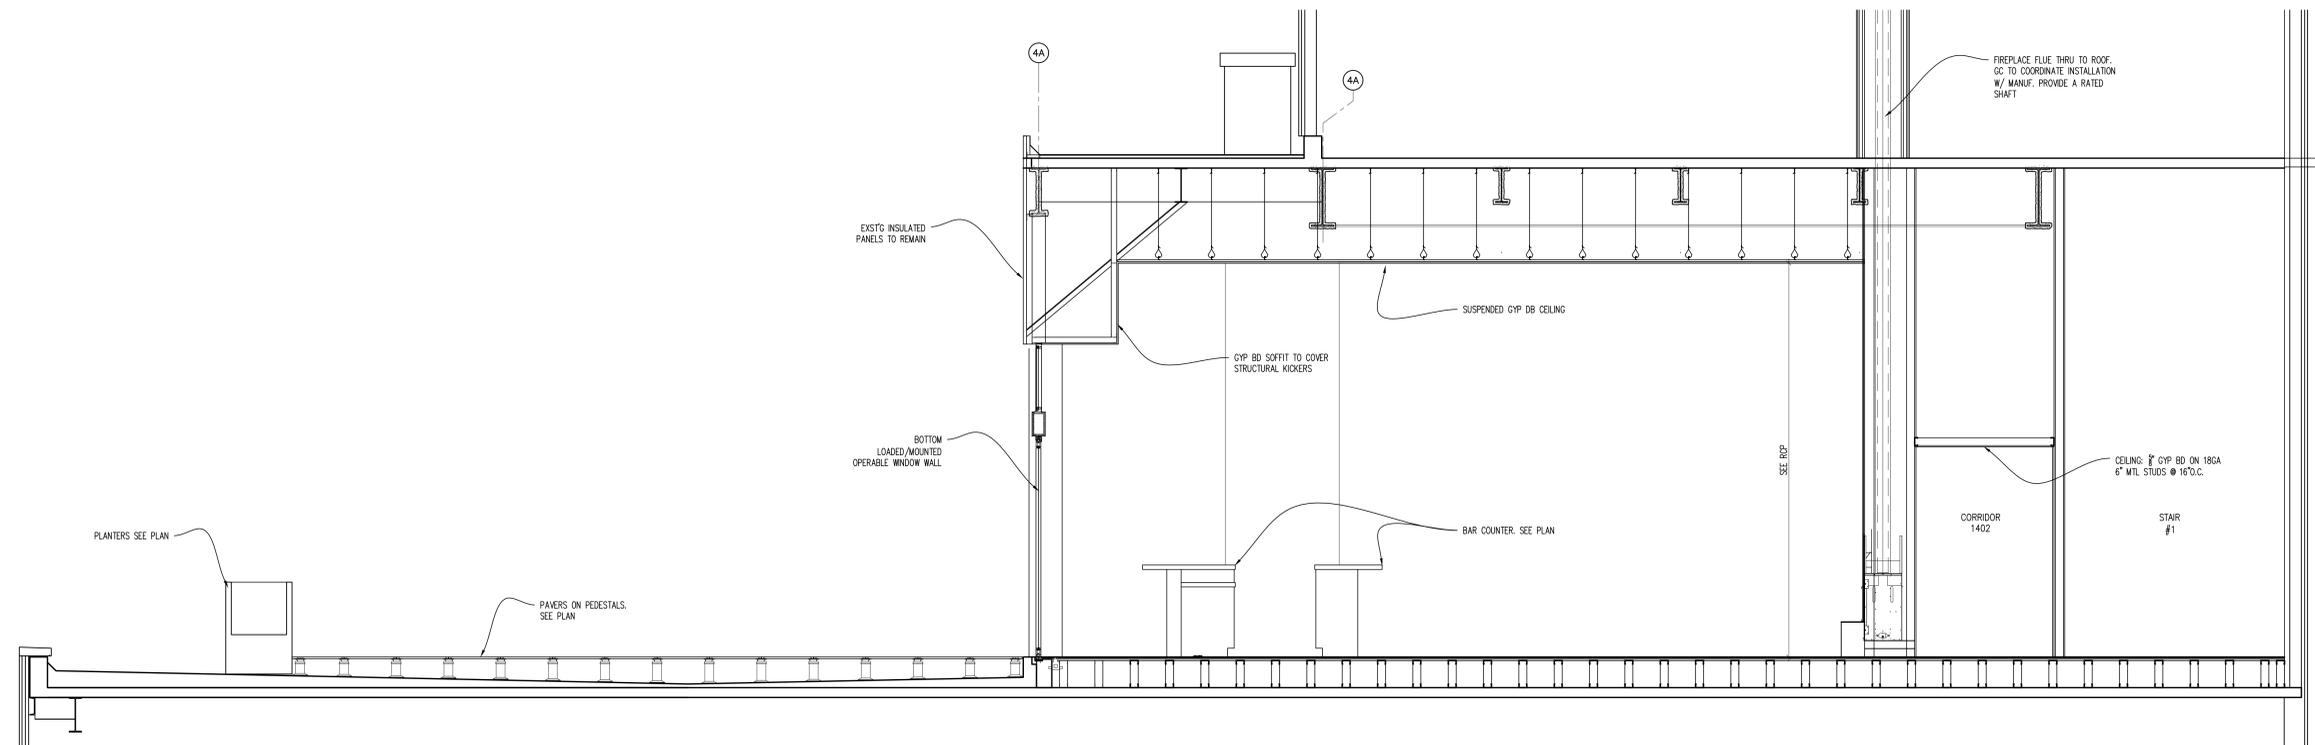 4A
4A
FIREPLACE FLUE THRU TO ROOF.
GC TO COORDINATE INSTALLATION
W/ MANUF. PROVIDE A RATED
SHAFT
EXST'G INSULATED
PANELS TO REMAIN
SUSPENDED GYP DB CEILING
GYP BD SOFFIT TO COVER
STRUCTURAL KICKERS
BOTTOM
LOADED/MOUNTED
OPERABLE WINDOW WALL
SEE RCP
CEILING: 5/8" GYP BD ON 18GA
6" MTL STUDS @ 16"O.C.
PLANTERS SEE PLAN
BAR COUNTER. SEE PLAN
CORRIDOR
1402
STAIR
#1
PAVERS ON PEDESTALS.
SEE PLAN